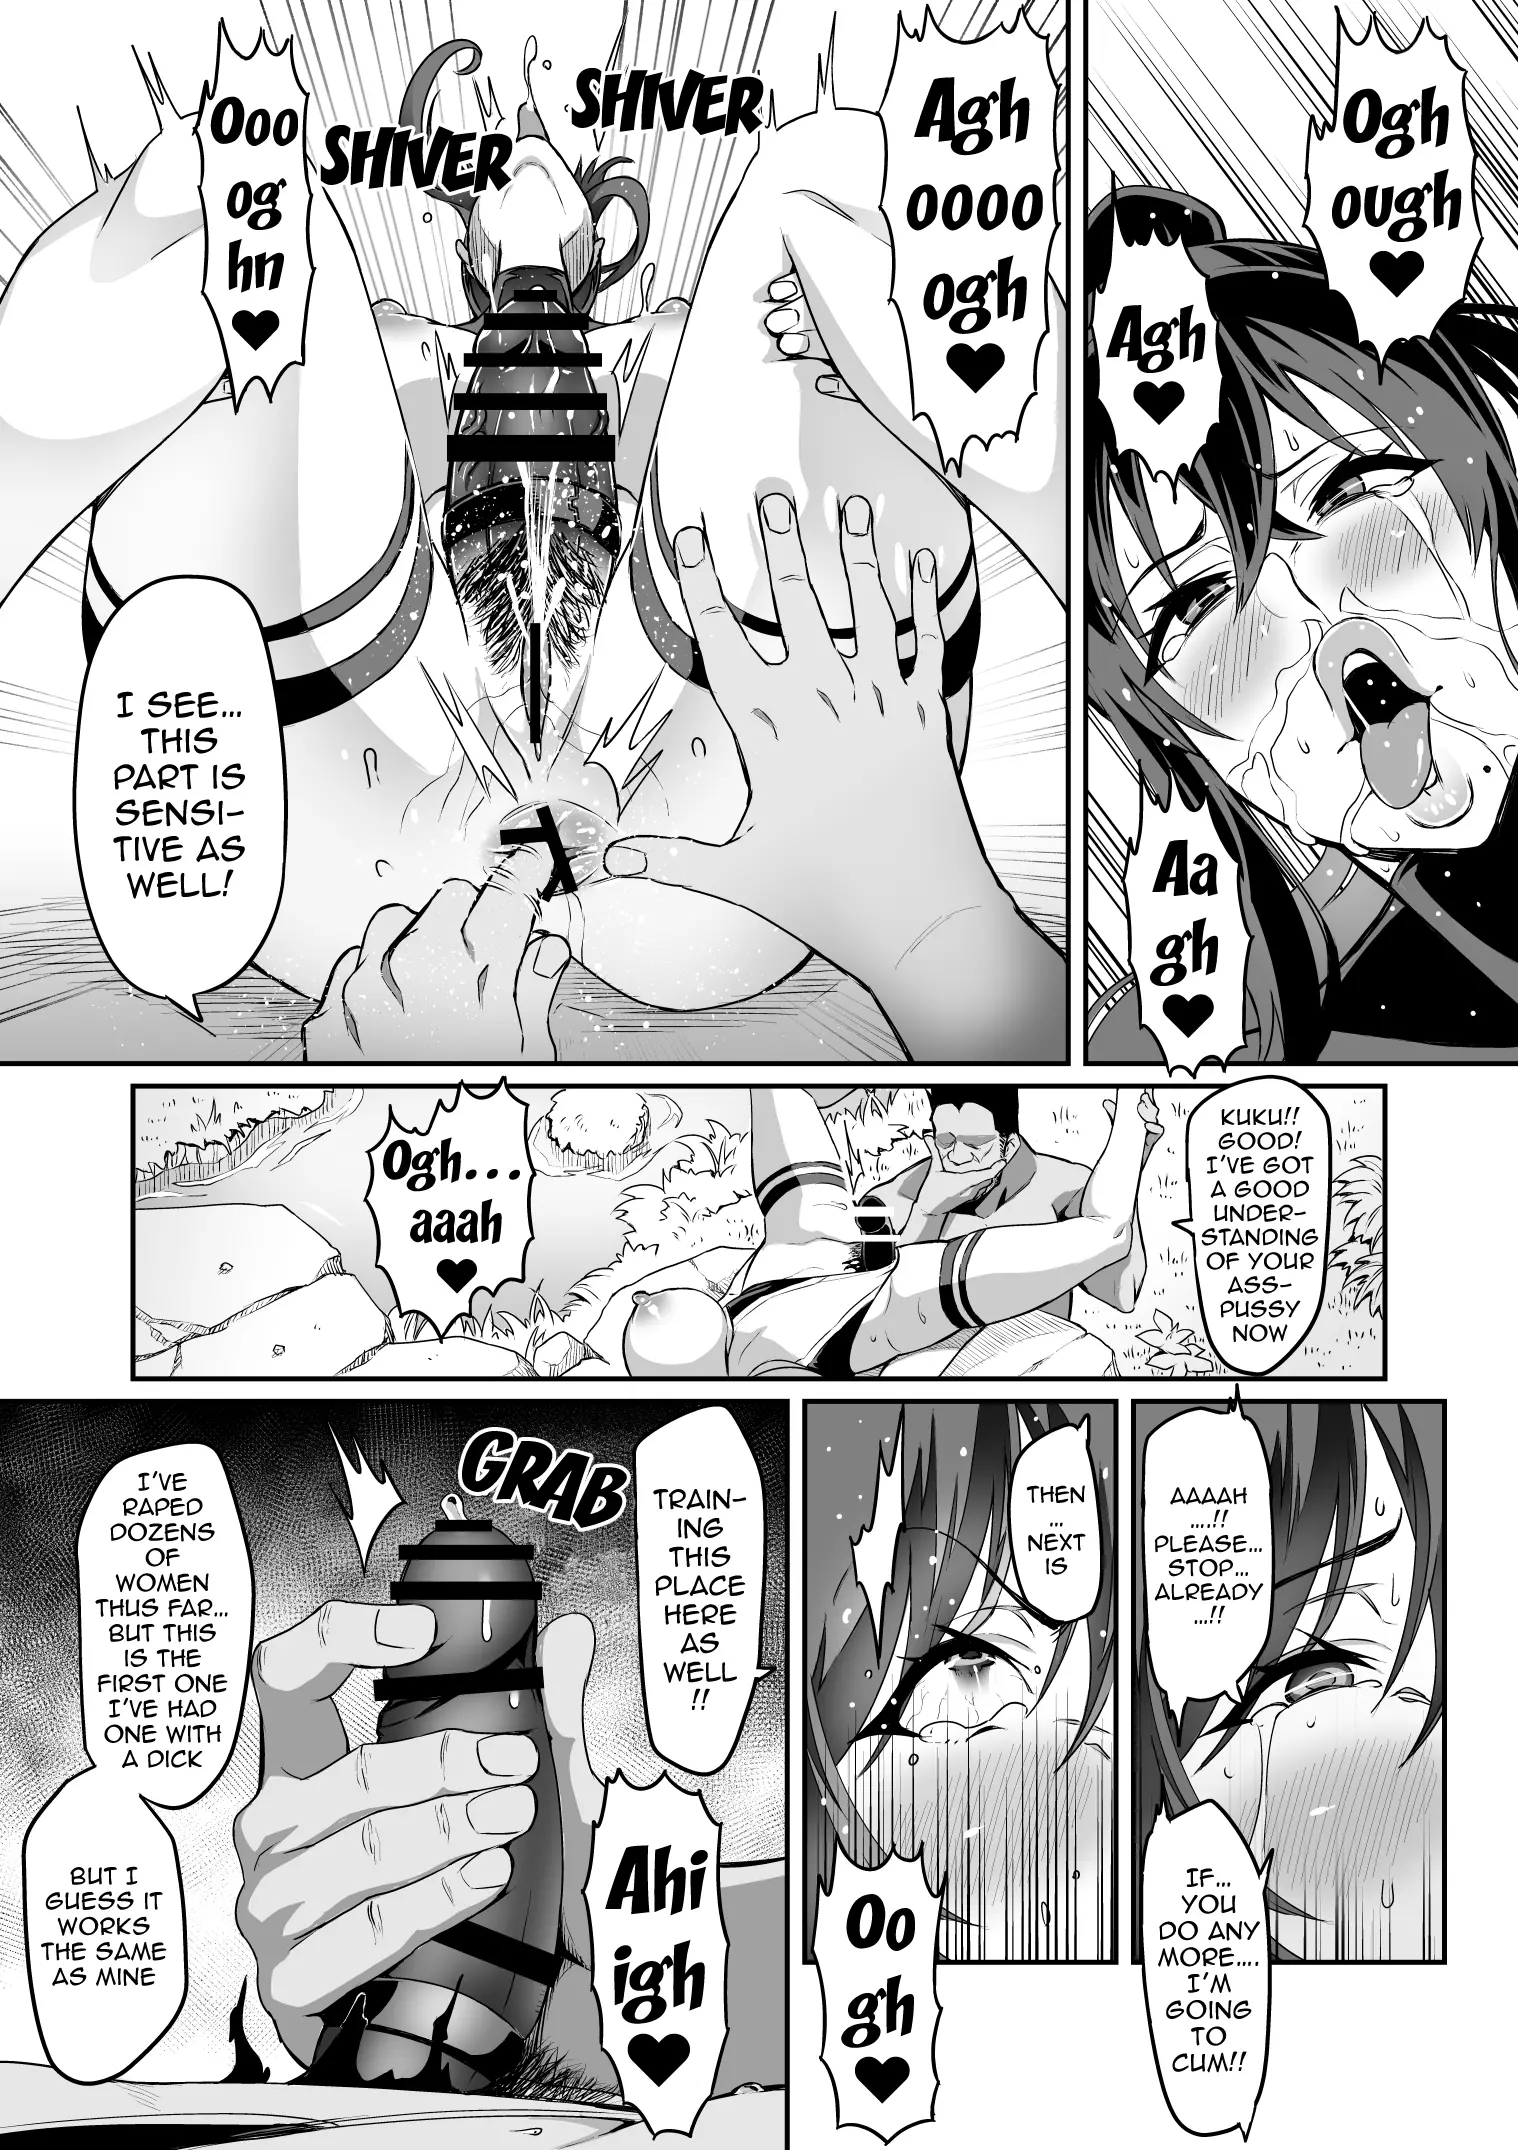 Ogh
ough
♥
Agh
♥
Aa
gh
♥
Agh
oooo
ogh
♥
SHIVER
SHIVER
Ooo
og
hn
♥
I SEE...
THIS
PART IS
SENSI-
TIVE AS
WELL!
KUKU!!
GOOD!
I'VE GOT
A GOOD
UNDER-
STANDING
OF YOUR
ASS-
PUSSY
NOW
Ogh...
aaah
♥
AAAAH
....!!
PLEASE...
STOP...
ALREADY
...!!
IF...
YOU
DO ANY
MORE....
I'M
GOING
TO
CUM!!
THEN
...
NEXT
IS
Oo
gh
♥
TRAIN-
ING
THIS
PLACE
HERE
AS
WELL
!!
GRAB
Ahi
igh
♥
I'VE
RAPED
DOZENS
OF
WOMEN
THUS FAR...
BUT THIS
IS THE
FIRST ONE
I'VE HAD
ONE WITH
A DICK
BUT I
GUESS IT
WORKS
THE SAME
AS MINE